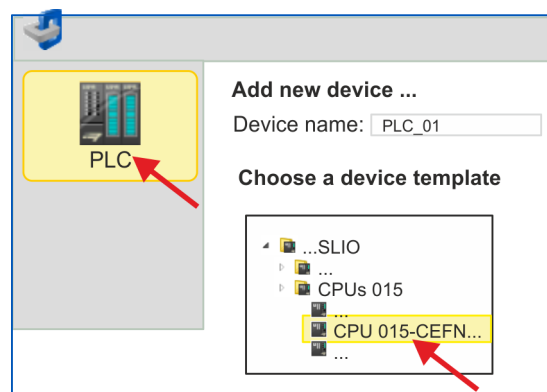 PLC
Add new device ...
Device name: PLC_01
Choose a device template
...SLIO
...
CPUs 015
...
CPU 015-CEFN...
...